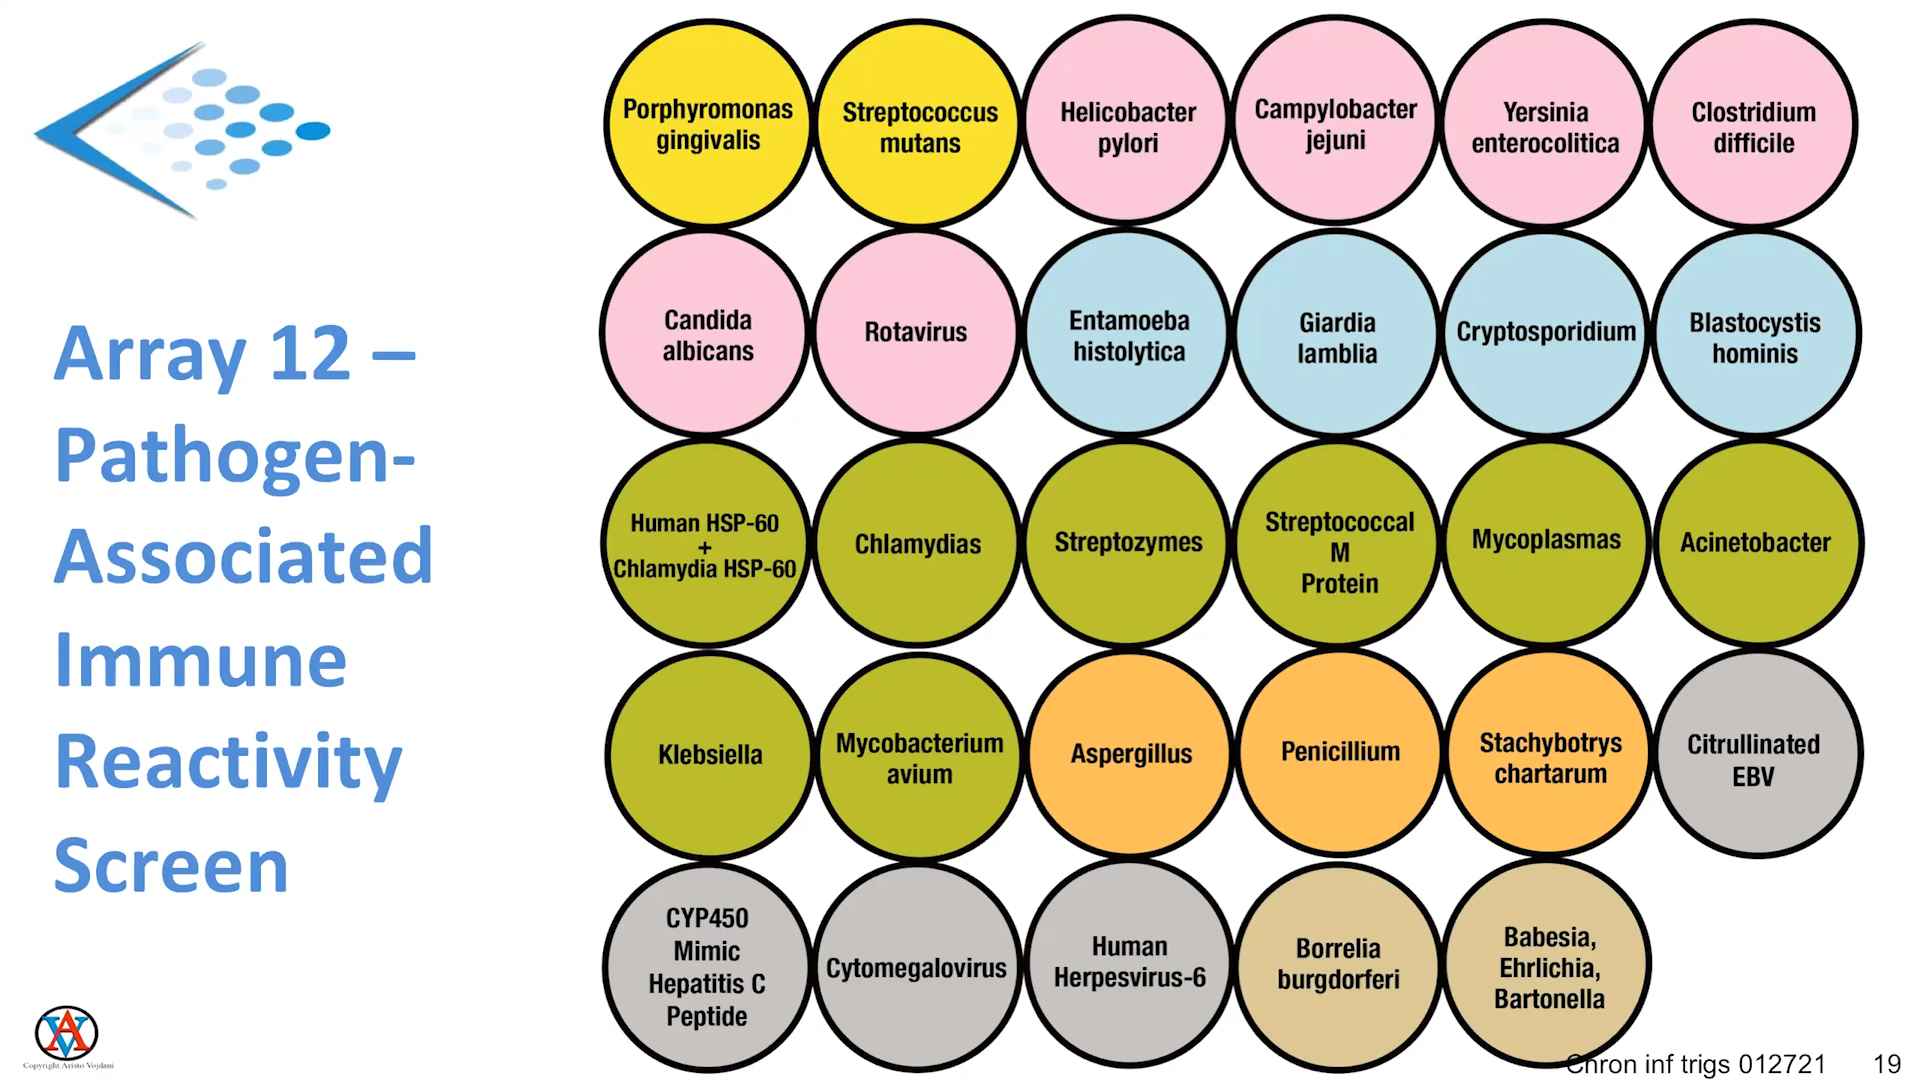 Array 12 –
Pathogen-
Associated
Immune
Reactivity
Screen
Porphyromonas
gingivalis
Streptococcus
mutans
Helicobacter
pylori
Campylobacter
jejuni
Yersinia
enterocolitica
Clostridium
difficile
Candida
albicans
Rotavirus
Entamoeba
histolytica
Giardia
lamblia
Cryptosporidium
Blastocystis
hominis
Human HSP-60
+
Chlamydia HSP-60
Chlamydias
Streptozymes
Streptococcal
M
Protein
Mycoplasmas
Acinetobacter
Klebsiella
Mycobacterium
avium
Aspergillus
Penicillium
Stachybotrys
chartarum
Citrullinated
EBV
CYP450
Mimic
Hepatitis C
Peptide
Cytomegalovirus
Human
Herpesvirus-6
Borrelia
burgdorferi
Babesia,
Ehrlichia,
Bartonella
AV
Copyright Aristo Vojdani
Chron inf trigs 012721
19